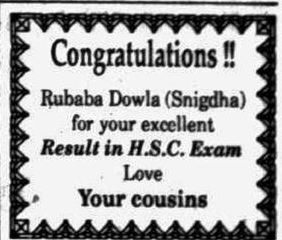 Congratulations !!
Rubaba Dowla (Snigdha)
for your excellent
Result in H.S.C. Exam
Love
Your cousins